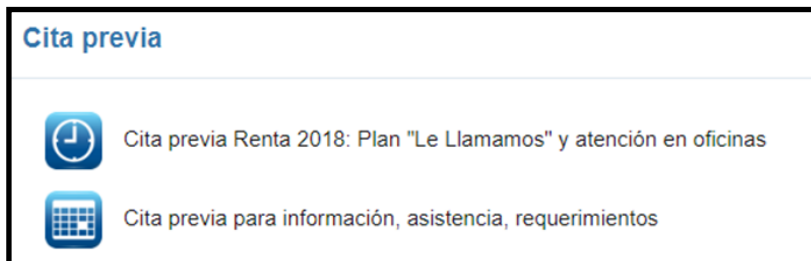 Cita previa
Cita previa Renta 2018: Plan "Le Llamamos" y atención en oficinas
Cita previa para información, asistencia, requerimientos